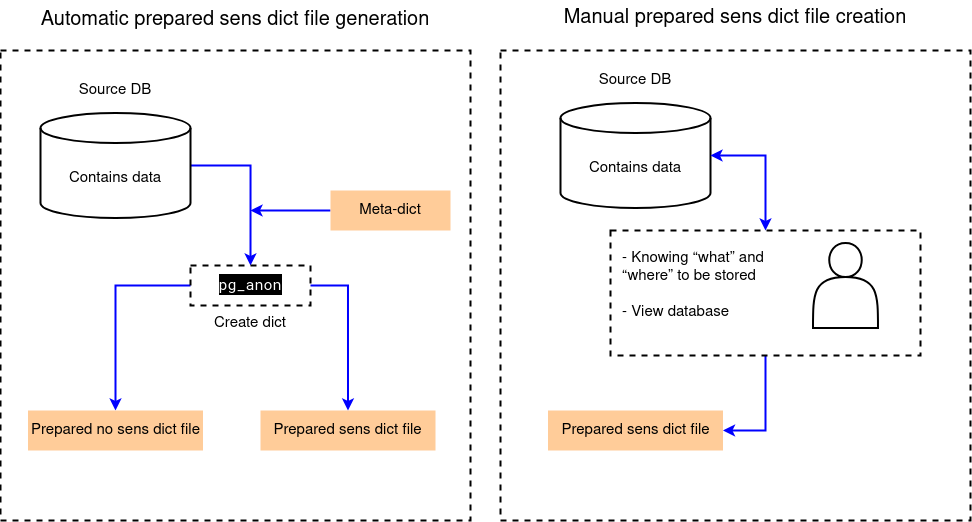 Automatic prepared sens dict file generation
Source DB
Contains data
Meta-dict
pg_anon
Create dict
Prepared no sens dict file
Prepared sens dict file
Manual prepared sens dict file creation
Source DB
Contains data
- Knowing “what” and
“where” to be stored
- View database
Prepared sens dict file